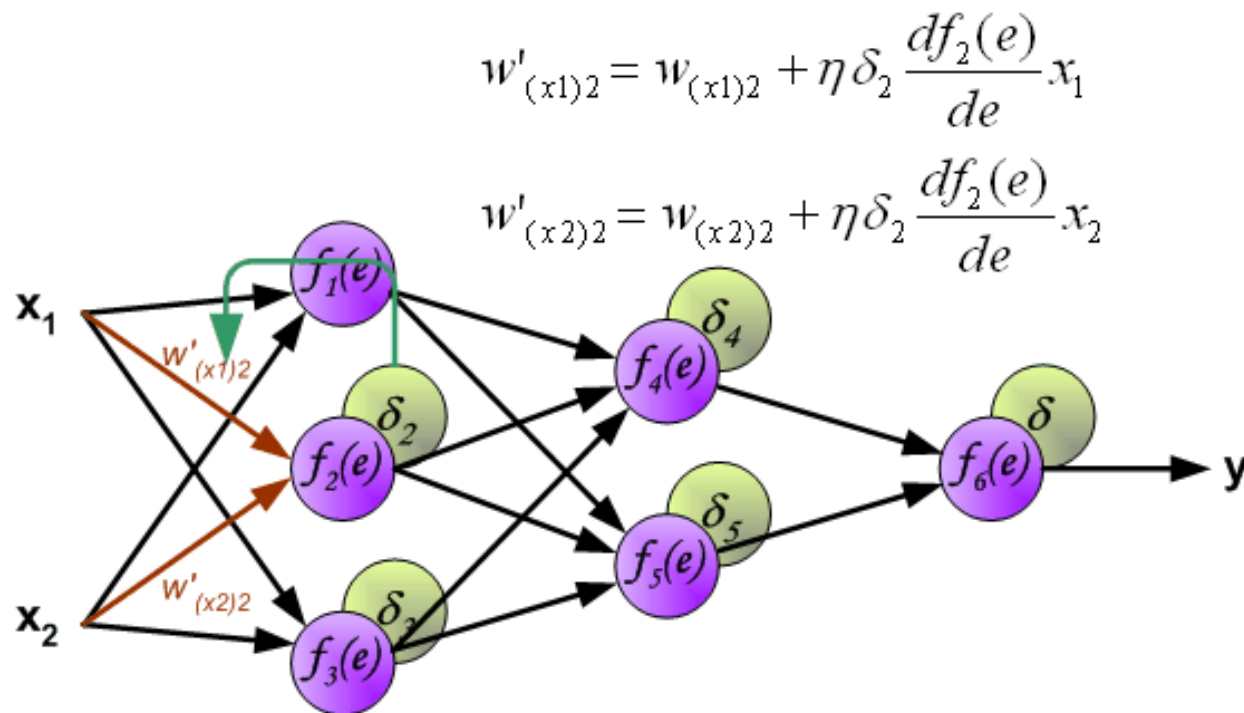 w'(x1)2 = w(x1)2 + ηδ2 df2(e)/de x1
w'(x2)2 = w(x2)2 + ηδ2 df2(e)/de x2
f1(e)
x1
δ4
w'(x1)2
f4(e)
δ2
δ
f2(e)
f6(e)
y
δ5
f5(e)
w'(x2)2
x2
δ3
f3(e)